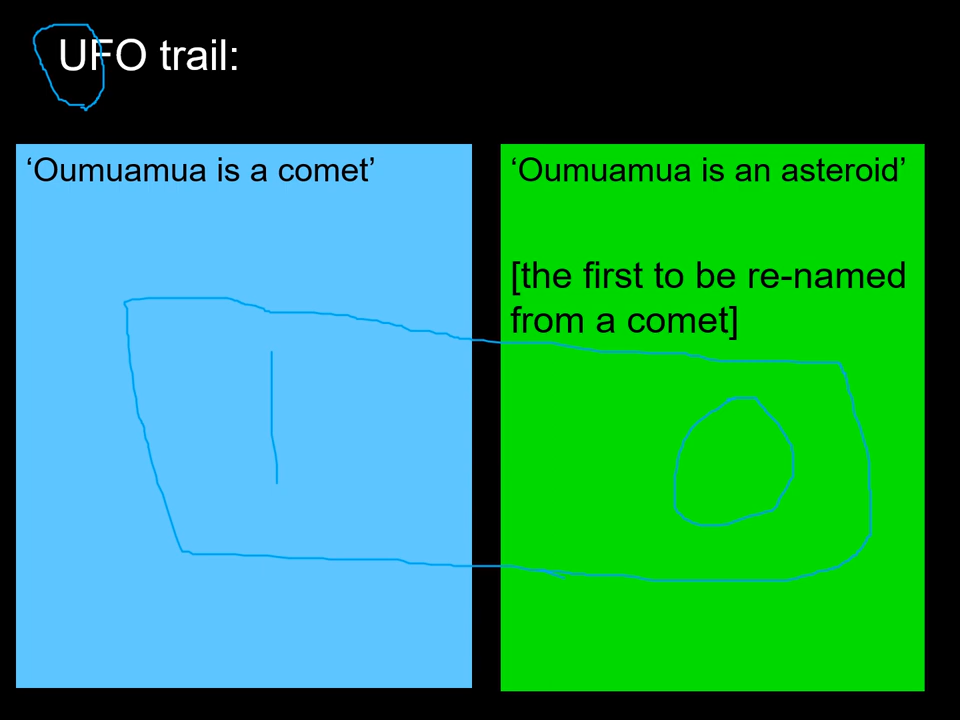 UFO trail:
‘Oumuamua is a comet’
‘Oumuamua is an asteroid’
[the first to be re-named
from a comet]